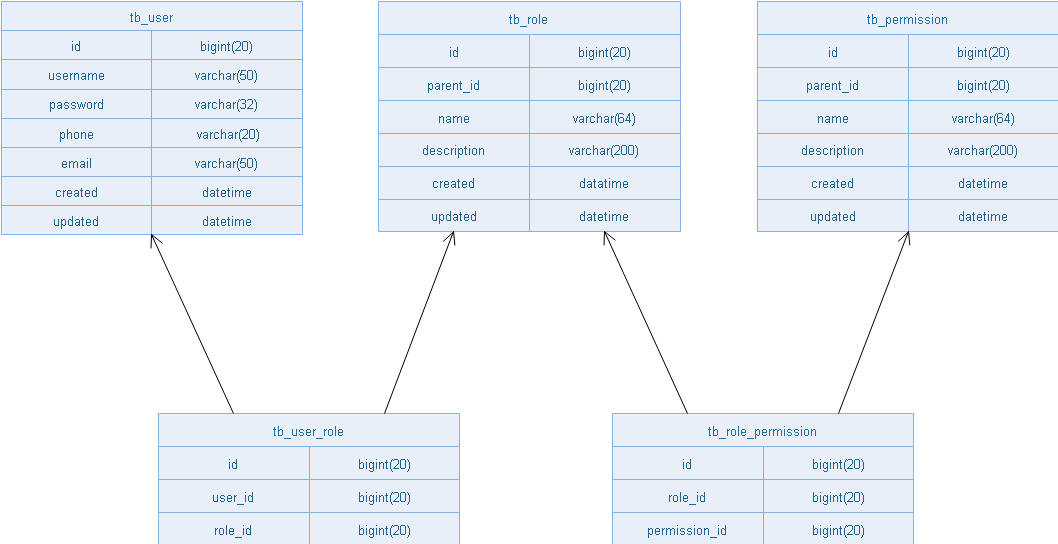 tb_user
id bigint(20)
username varchar(50)
password varchar(32)
phone varchar(20)
email varchar(50)
created datetime
updated datetime
tb_role
id bigint(20)
parent_id bigint(20)
name varchar(64)
description varchar(200)
created datatime
updated datetime
tb_permission
id bigint(20)
parent_id bigint(20)
name varchar(64)
description varchar(200)
created datetime
updated datetime
tb_user_role
id bigint(20)
user_id bigint(20)
role_id bigint(20)
tb_role_permission
id bigint(20)
role_id bigint(20)
permission_id bigint(20)